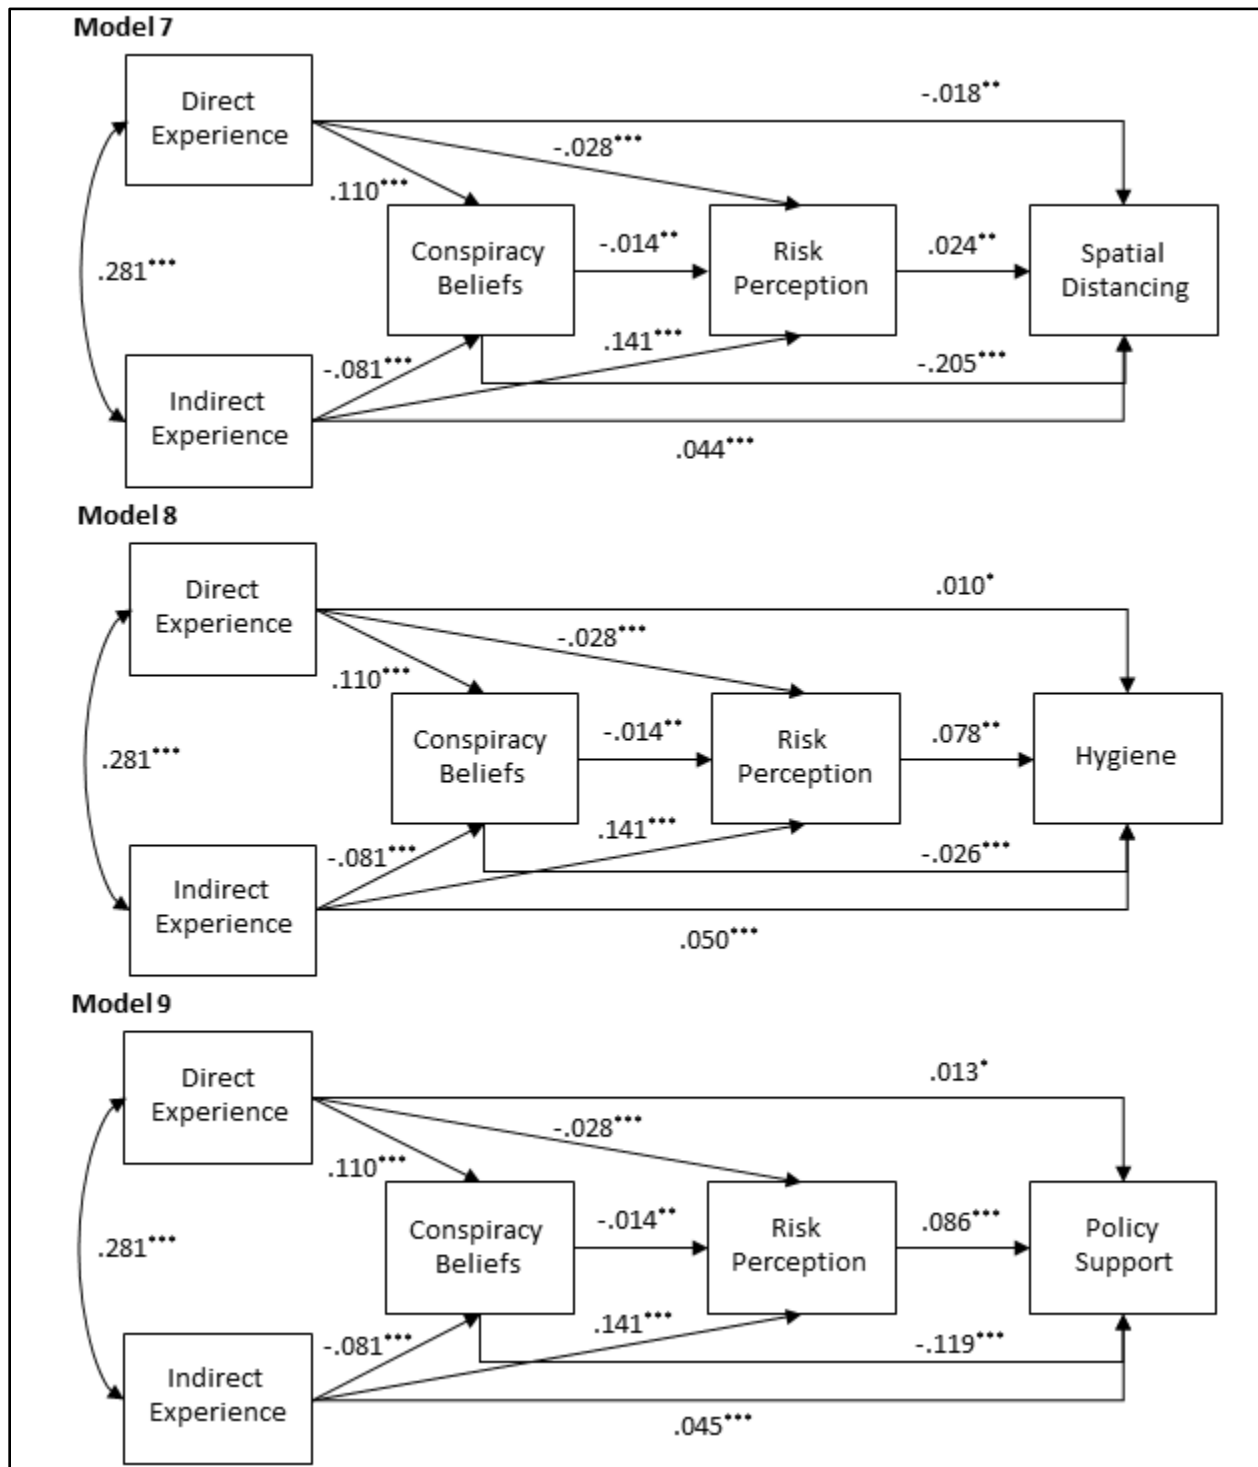 Model 7
Direct
Experience
-.018**
-.028***
.110***
Conspiracy
Beliefs
-.014**
Risk
Perception
.024**
Spatial
Distancing
.281***
-.081***
.141***
-.205***
Indirect
Experience
.044***
Model 8
Direct
Experience
.010*
-.028***
.110***
Conspiracy
Beliefs
-.014**
Risk
Perception
.078**
Hygiene
.281***
-.081***
.141***
-.026***
Indirect
Experience
.050***
Model 9
Direct
Experience
.013*
-.028***
.110***
Conspiracy
Beliefs
-.014**
Risk
Perception
.086***
Policy
Support
.281***
-.081***
.141***
-.119***
Indirect
Experience
.045***